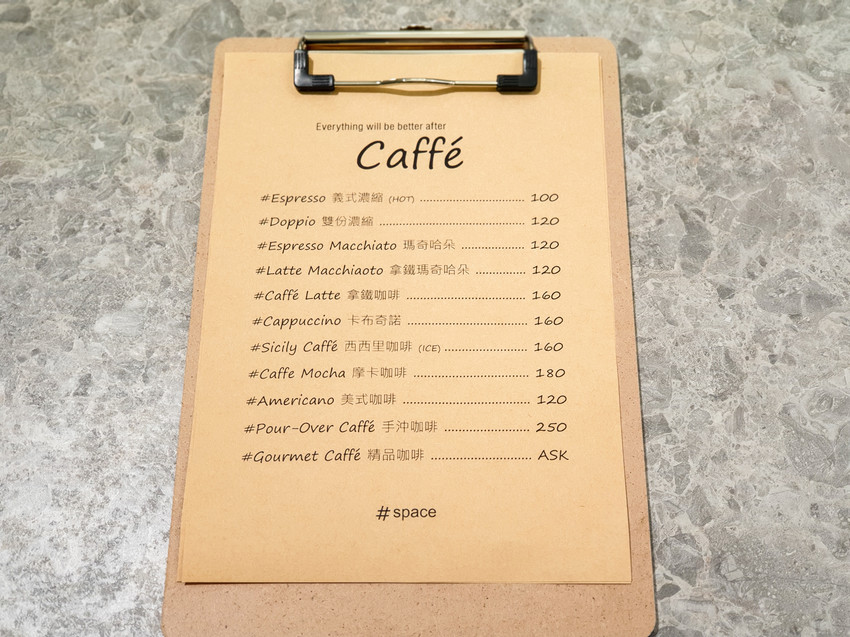 Everything will be better after
Caffé
#Espresso 義式濃縮 (HOT) ........................... 100
#Doppio 雙份濃縮 ..................................... 120
#Espresso Macchiato 瑪奇哈朵 ................ 120
#Latte Macchiaoto 拿鐵瑪奇哈朵 ............. 120
#Caffé Latte 拿鐵咖啡 .............................. 160
#Cappuccino 卡布奇諾 .............................. 160
#Sicily Caffé 西西里咖啡 (ICE) ..................... 160
#Caffe Mocha 摩卡咖啡 ............................ 180
#Americano 美式咖啡 ................................ 120
#Pour-Over Caffé 手沖咖啡 ...................... 250
#Gourmet Caffé 精品咖啡 ......................... ASK
# space